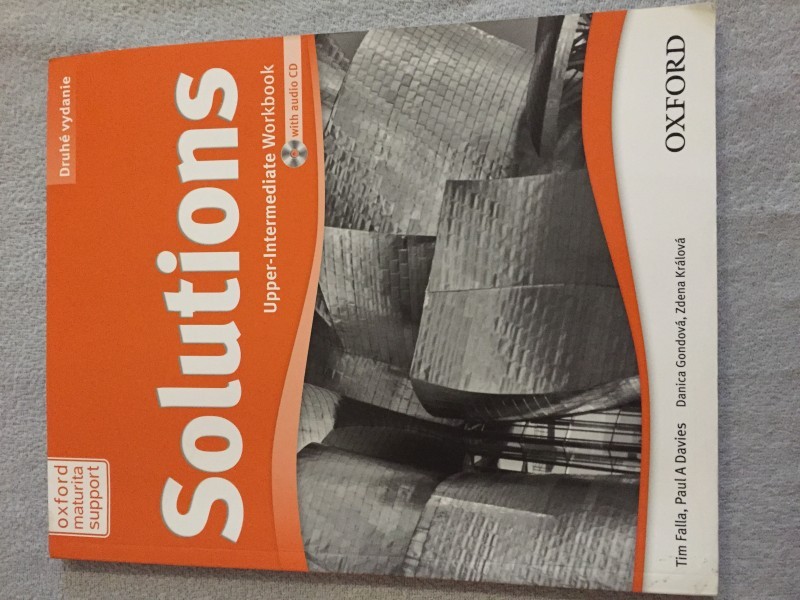 oxford
maturita
support
Druhé vydanie
Solutions
Upper-Intermediate Workbook
with audio CD
Tim Falla, Paul A Davies Danica Gondová, Zdena Králová
OXFORD